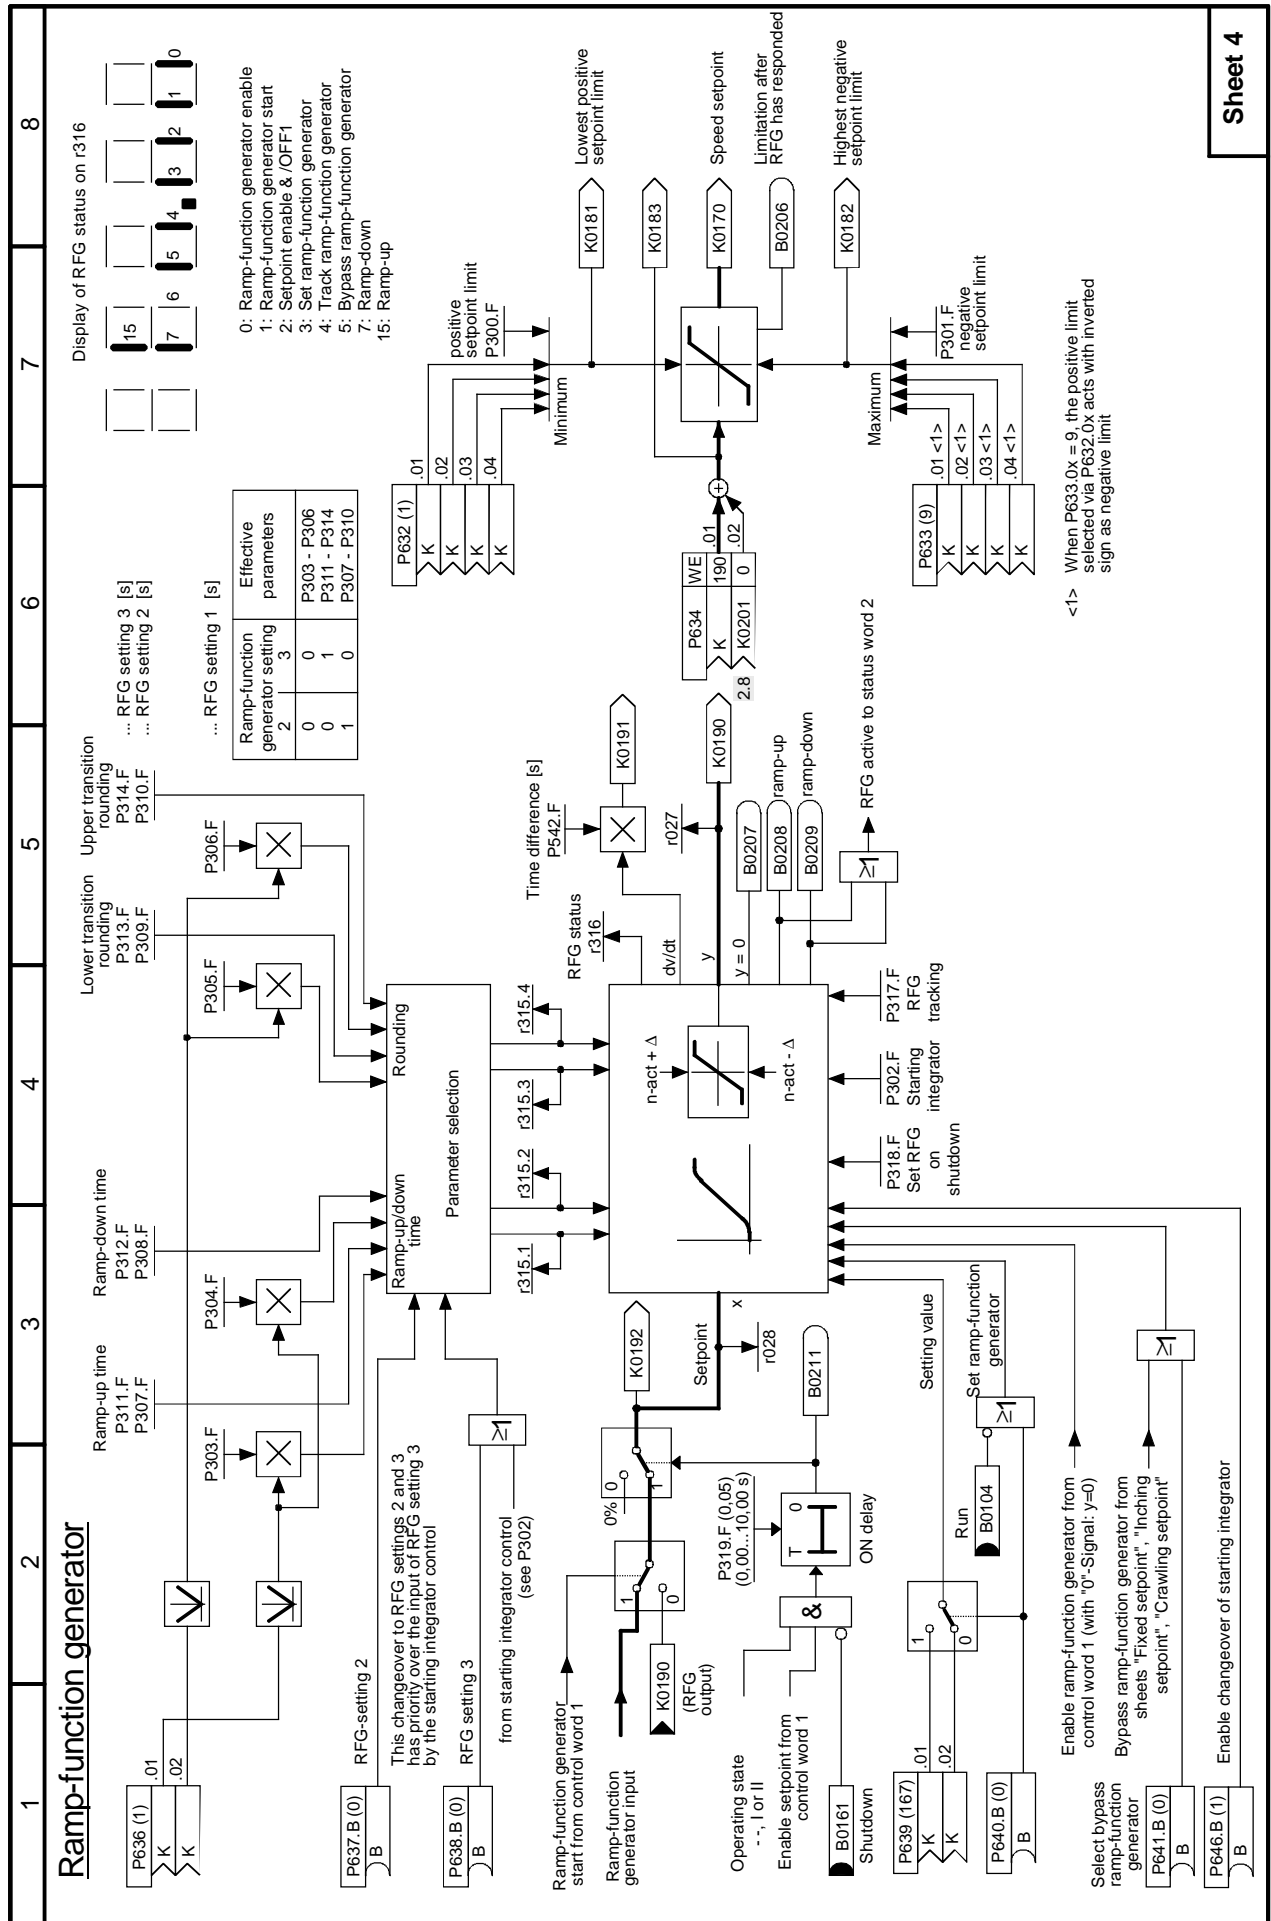 Ramp-function generator
1
2
3
4
5
6
7
8
Sheet 4
Display of RFG status on r316
15
7
6
5
4
3
2
1
0
0: Ramp-function generator enable
1: Ramp-function generator start
2: Setpoint enable & /OFF1
3: Set ramp-function generator
4: Track ramp-function generator
5: Bypass ramp-function generator
7: Ramp-down
15: Ramp-up
P636 (1)
K
.01
K
.02
Ramp-up time
P311.F
P307.F
P303.F
Ramp-down time
P312.F
P308.F
P304.F
Lower transition
rounding
P313.F
P309.F
P305.F
Upper transition
rounding
P314.F
P310.F
P306.F
... RFG setting 3 [s]
... RFG setting 2 [s]
... RFG setting 1 [s]
Ramp-function
generator setting
2 3
Effective
parameters
0 0 P303 - P306
0 1 P311 - P314
1 0 P307 - P310
RFG-setting 2
P637.B (0)
B
This changeover to RFG settings 2 and 3
has priority over the input of RFG setting 3
by the starting integrator control
RFG setting 3
P638.B (0)
B
from starting integrator control
(see P302)
≥1
Ramp-up/down
time
Rounding
Parameter selection
r315.1
r315.2
r315.3
r315.4
Ramp-function generator
start from control word 1
Ramp-function
generator input
1
0
K0190
(RFG
output)
0%
0
1
K0192
Setpoint
r028
x
Operating state
- -, I or II
Enable setpoint from
control word 1
B0161
Shutdown
&
P319.F (0,05)
(0,00...10,00 s)
T 0
ON delay
B0211
n-act + Δ
n-act - Δ
RFG status
r316
dv/dt
Time difference [s]
P542.F
K0191
y
r027
K0190
y = 0
B0207
B0208
ramp-up
B0209
ramp-down
≥1
RFG active to status word 2
P318.F
Set RFG
on
shutdown
P302.F
Starting
integrator
P317.F
RFG
tracking
P639 (167)
K
.01
K
.02
1
0
Setting value
P640.B (0)
B
Run
B0104
≥1
Set ramp-function
generator
Enable ramp-function generator from
control word 1 (with "0"-Signal: y=0)
Bypass ramp-function generator from
sheets "Fixed setpoint", "Inching
setpoint", "Crawling setpoint"
Select bypass
ramp-function
generator
P641.B (0)
B
≥1
P646.B (1)
B
Enable changeover of starting integrator
P632 (1)
K
.01
K
.02
K
.03
K
.04
positive
setpoint limit
P300.F
Minimum
K0181
Lowest positive
setpoint limit
K0183
P634
WE
K
190
.01
K0201
0
.02
2.8
+
K0170
Speed setpoint
B0206
Limitation after
RFG has responded
K0182
Highest negative
setpoint limit
Maximum
P301.F
negative
setpoint limit
P633 (9)
K
.01 <1>
K
.02 <1>
K
.03 <1>
K
.04 <1>
<1> When P633.0x = 9, the positive limit
selected via P632.0x acts with inverted
sign as negative limit